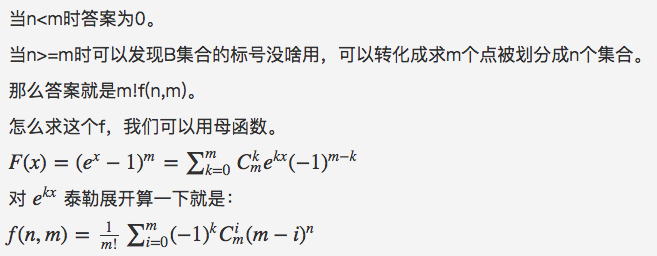 当n<m时答案为0。
当n>=m时可以发现B集合的标号没啥用，可以转化成求m个点被划分成n个集合。
那么答案就是m!f(n,m)。
怎么求这个f，我们可以用母函数。
F(x) = (e^x − 1)^m = ∑_{k=0}^m C_m^k e^{kx}(−1)^{m−k}
对 e^{kx} 泰勒展开算一下就是：
f(n, m) = \frac{1}{m!} ∑_{i=0}^m (−1)^k C_m^i (m − i)^n